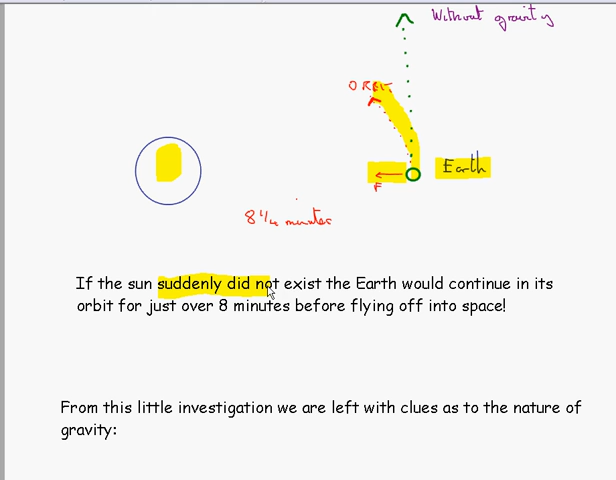 Without gravity
ORBIT
Earth
F
8 1/4 minutes
If the sun suddenly did not exist the Earth would continue in its
orbit for just over 8 minutes before flying off into space!
From this little investigation we are left with clues as to the nature of
gravity: